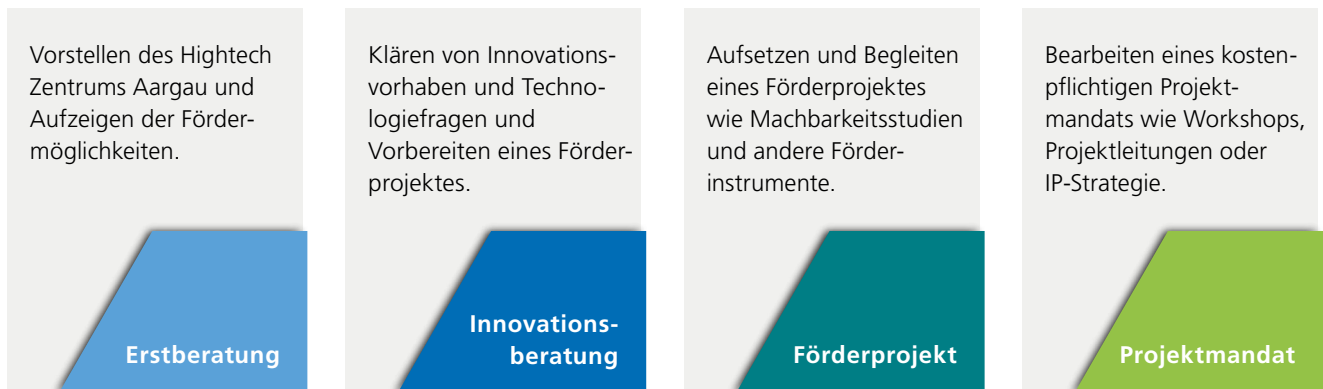 Vorstellen des Hightech
Zentrums Aargau und
Aufzeigen der Förder-
möglichkeiten.
Erstberatung
Klären von Innovations-
vorhaben und Techno-
logiefragen und
Vorbereiten eines Förder-
projektes.
Innovations-
beratung
Aufsetzen und Begleiten
eines Förderprojektes
wie Machbarkeitsstudien
und andere Förder-
instrumente.
Förderprojekt
Bearbeiten eines kosten-
pflichtigen Projekt-
mandats wie Workshops,
Projektleitungen oder
IP-Strategie.
Projektmandat